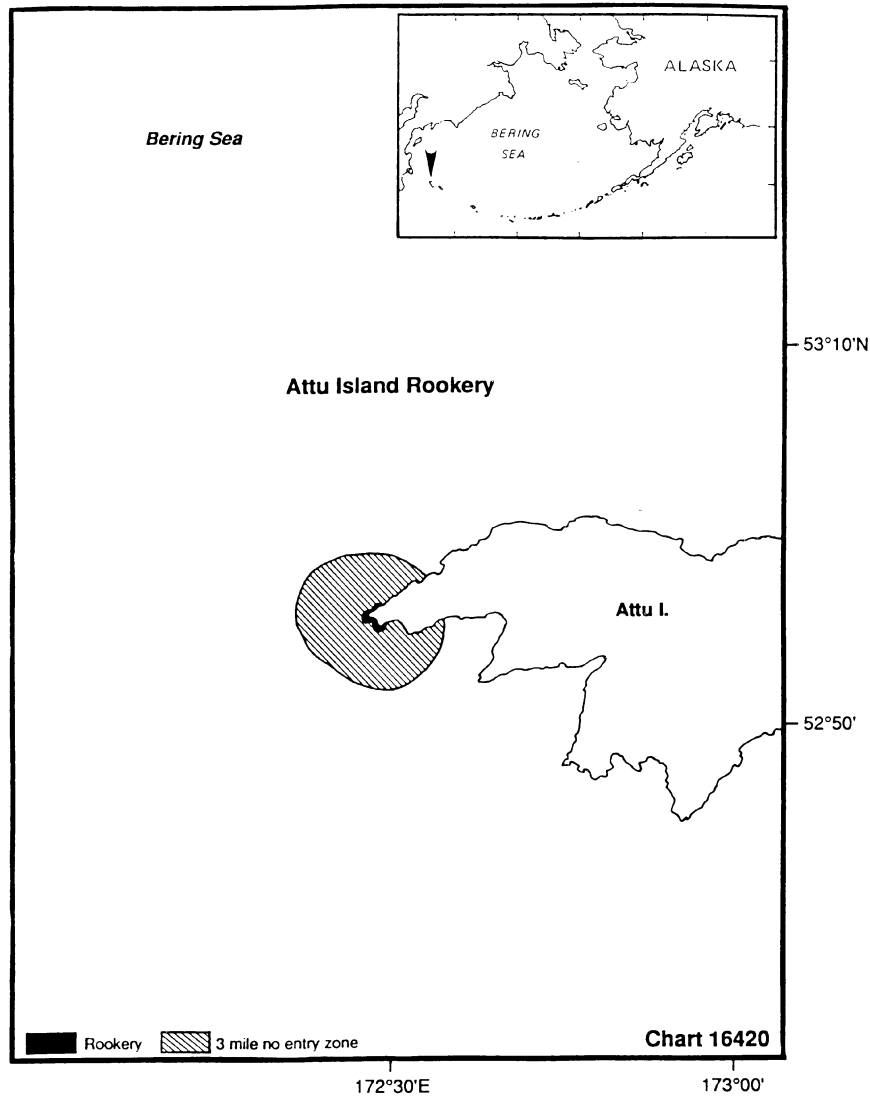 ALASKA
Bering Sea
BERING
SEA
53°10'N
Attu Island Rookery
Attu I.
52°50'
Rookery
3 mile no entry zone
Chart 16420
172°30'E
173°00'